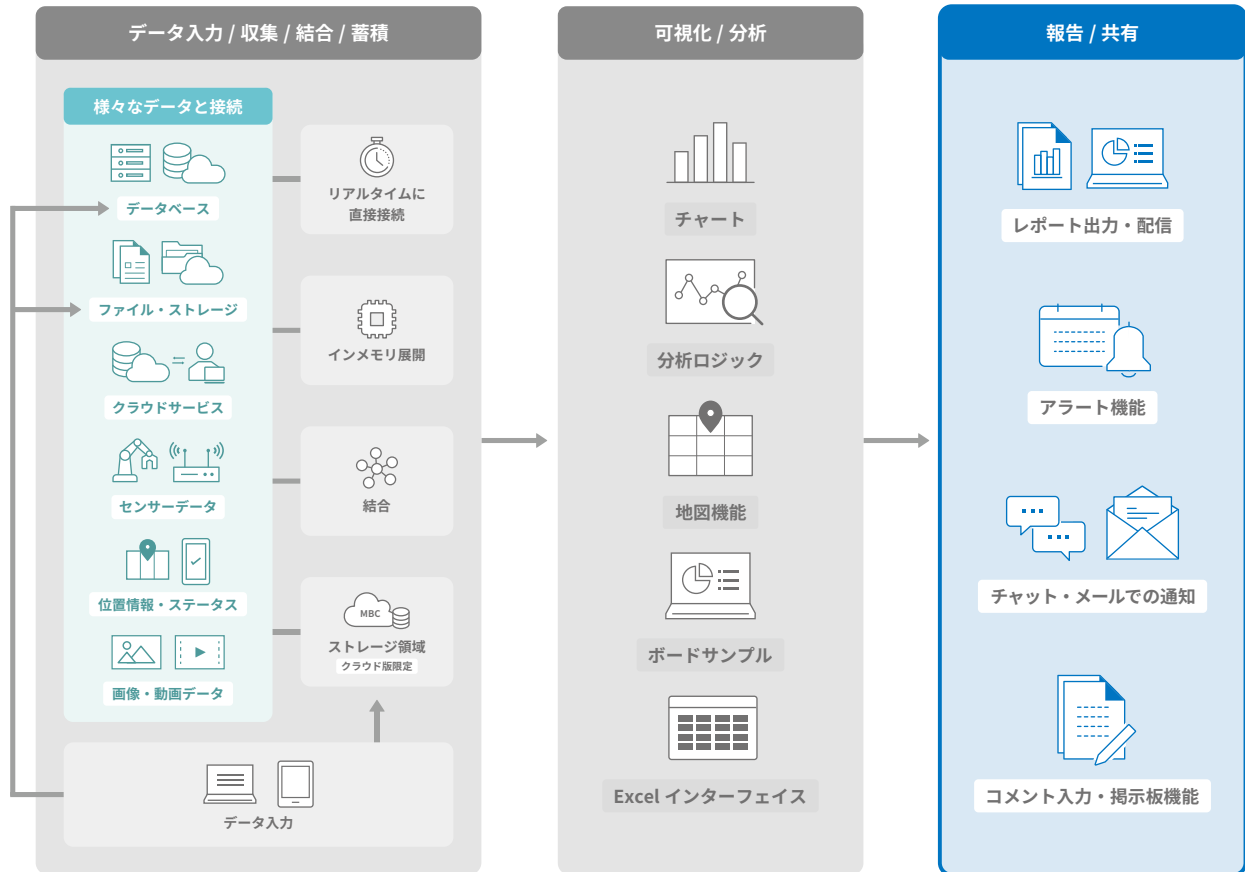 データ入力 / 収集 / 結合 / 蓄積
様々なデータと接続
データベース
ファイル・ストレージ
クラウドサービス
センサーデータ
位置情報・ステータス
画像・動画データ
リアルタイムに
直接接続
インメモリ展開
結合
MBC
ストレージ領域
クラウド版限定
データ入力
可視化 / 分析
チャート
分析ロジック
地図機能
ボードサンプル
Excel インターフェイス
報告 / 共有
レポート出力・配信
アラート機能
チャット・メールでの通知
コメント入力・掲示板機能